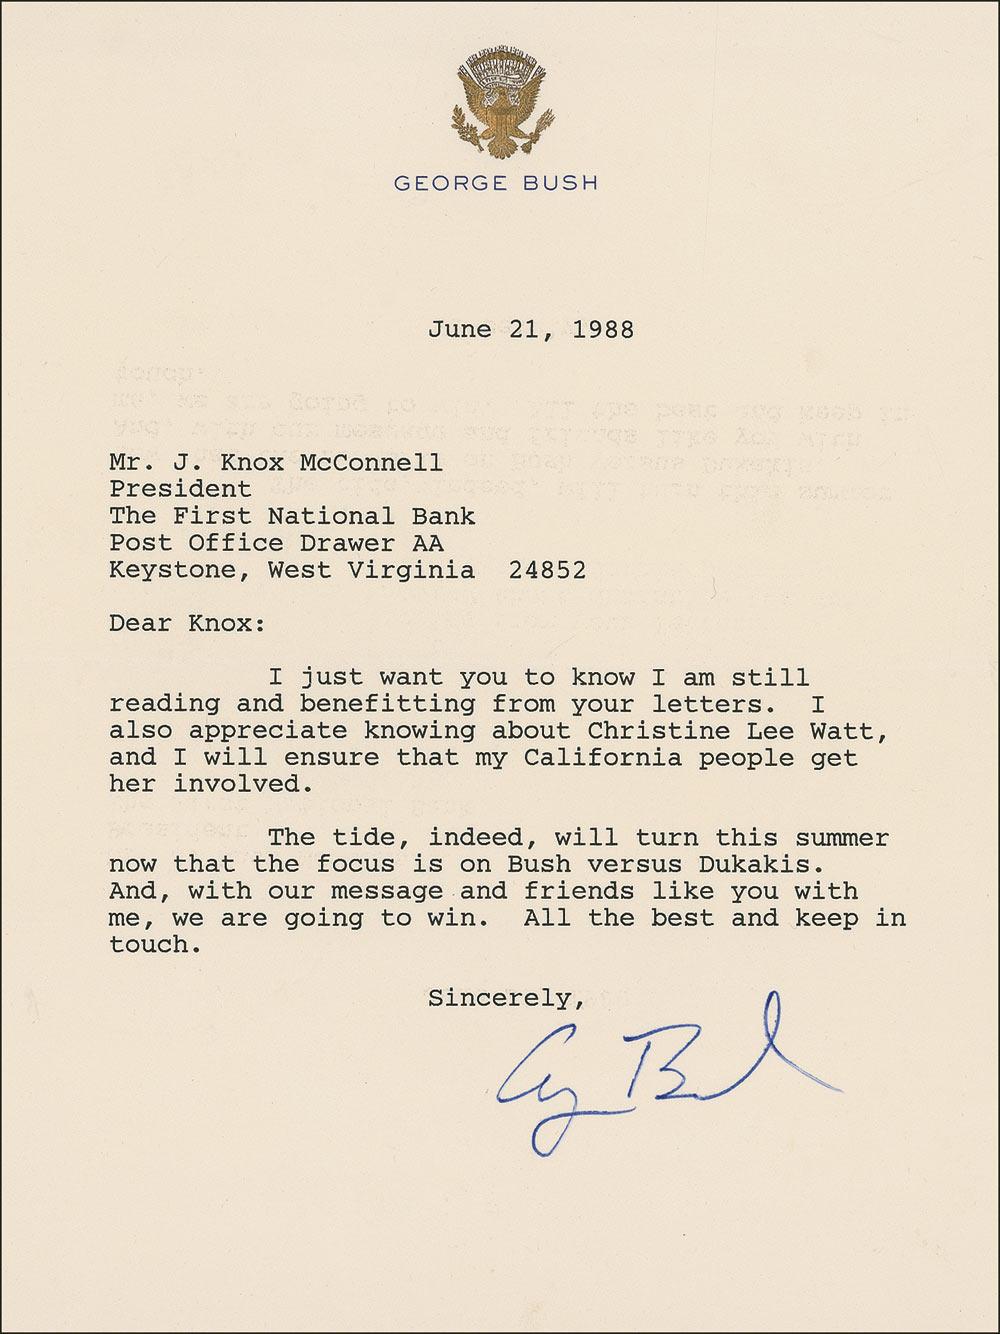 GEORGE BUSH
June 21, 1988
Mr. J. Knox McConnell
President
The First National Bank
Post Office Drawer AA
Keystone, West Virginia  24852
Dear Knox:
I just want you to know I am still
reading and benefitting from your letters.  I
also appreciate knowing about Christine Lee Watt,
and I will ensure that my California people get
her involved.
The tide, indeed, will turn this summer
now that the focus is on Bush versus Dukakis.
And, with our message and friends like you with
me, we are going to win.  All the best and keep in
touch.
Sincerely,
G Bush